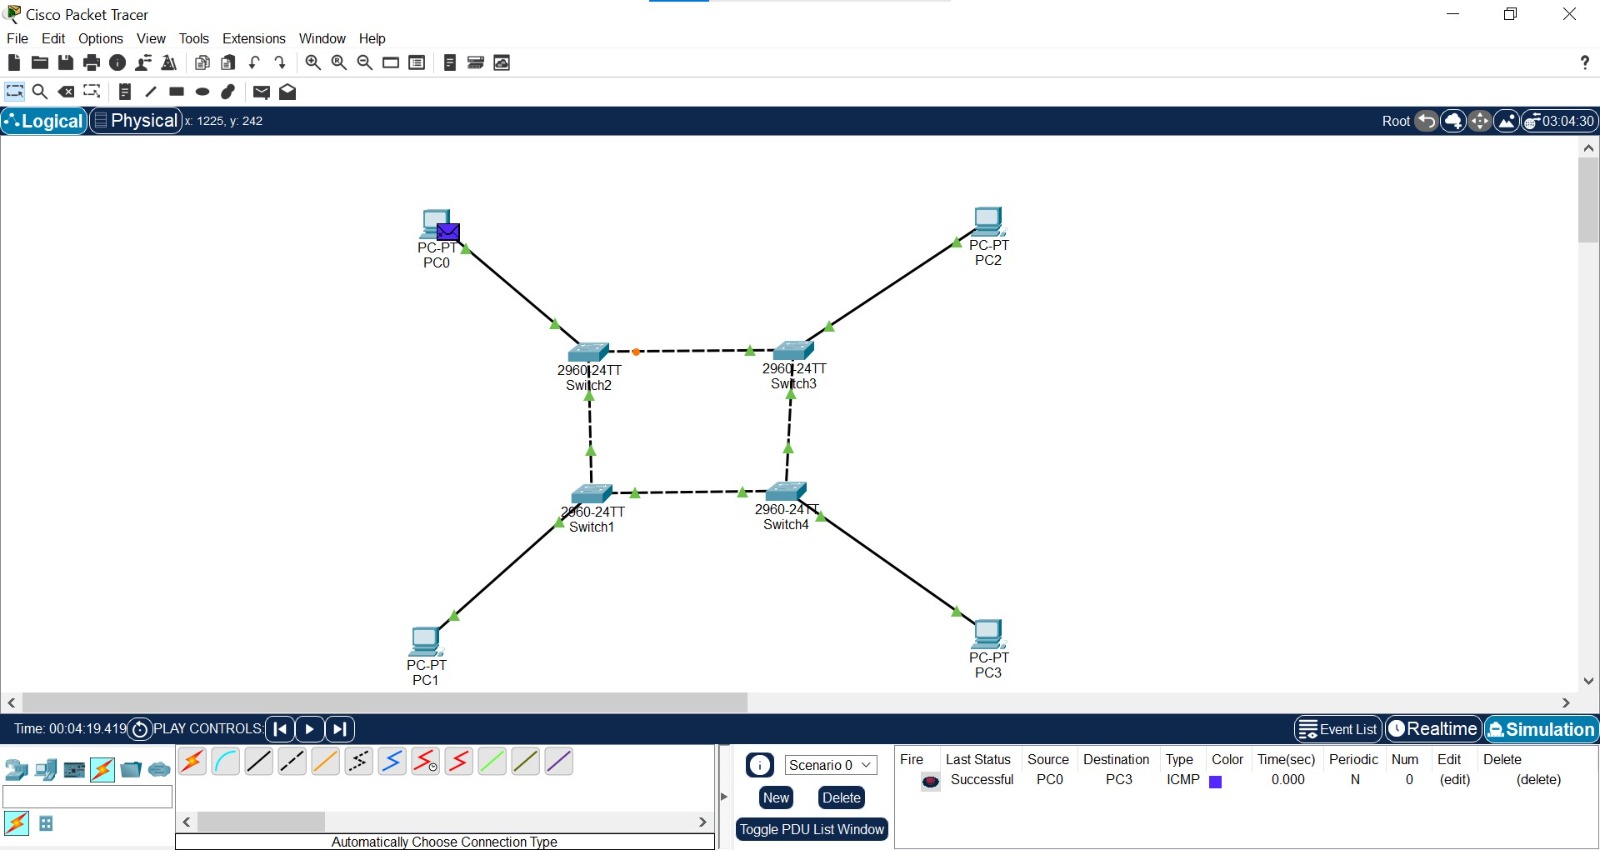 Cisco Packet Tracer
File Edit Options View Tools Extensions Window Help
?
Logical Physical x: 1225, y: 242 Root 03:04:30
PC-PT
PC0
PC-PT
PC2
2960-24TT
Switch2
2960-24TT
Switch3
2960-24TT
Switch1
2960-24TT
Switch4
PC-PT
PC1
PC-PT
PC3
Time: 00:04:19.419 PLAY CONTROLS: Event List Realtime Simulation
Automatically Choose Connection Type
Scenario 0
New Delete
Toggle PDU List Window
Fire Last Status Source Destination Type Color Time(sec) Periodic Num Edit Delete
Successful PC0 PC3 ICMP 0.000 N 0 (edit) (delete)